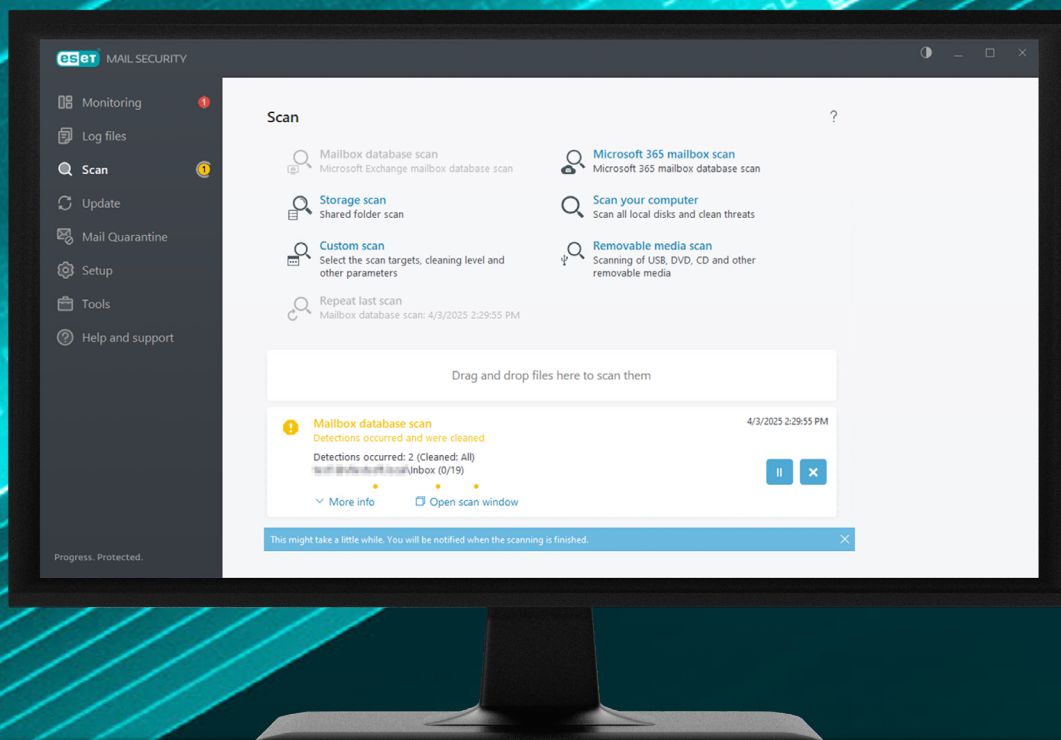 eset MAIL SECURITY
Monitoring 1
Log files
Scan 1
Update
Mail Quarantine
Setup
Tools
Help and support
Progress. Protected.
Scan ?
Mailbox database scan
Microsoft Exchange mailbox database scan
Microsoft 365 mailbox scan
Microsoft 365 mailbox database scan
Storage scan
Shared folder scan
Scan your computer
Scan all local disks and clean threats
Custom scan
Select the scan targets, cleaning level and
other parameters
Removable media scan
Scanning of USB, DVD, CD and other
removable media
Repeat last scan
Mailbox database scan: 4/3/2025 2:29:55 PM
Drag and drop files here to scan them
Mailbox database scan 4/3/2025 2:29:55 PM
Detections occurred and were cleaned
Detections occurred: 2 (Cleaned: All)
\Inbox (0/19)
More info Open scan window
This might take a little while. You will be notified when the scanning is finished.